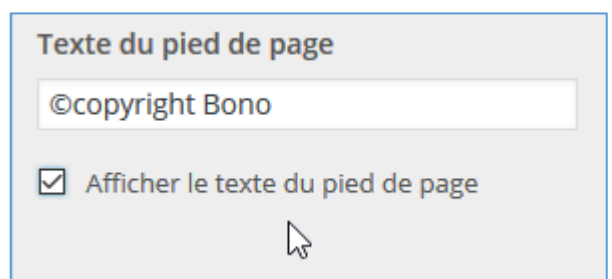 Texte du pied de page
©copyright Bono
Afficher le texte du pied de page